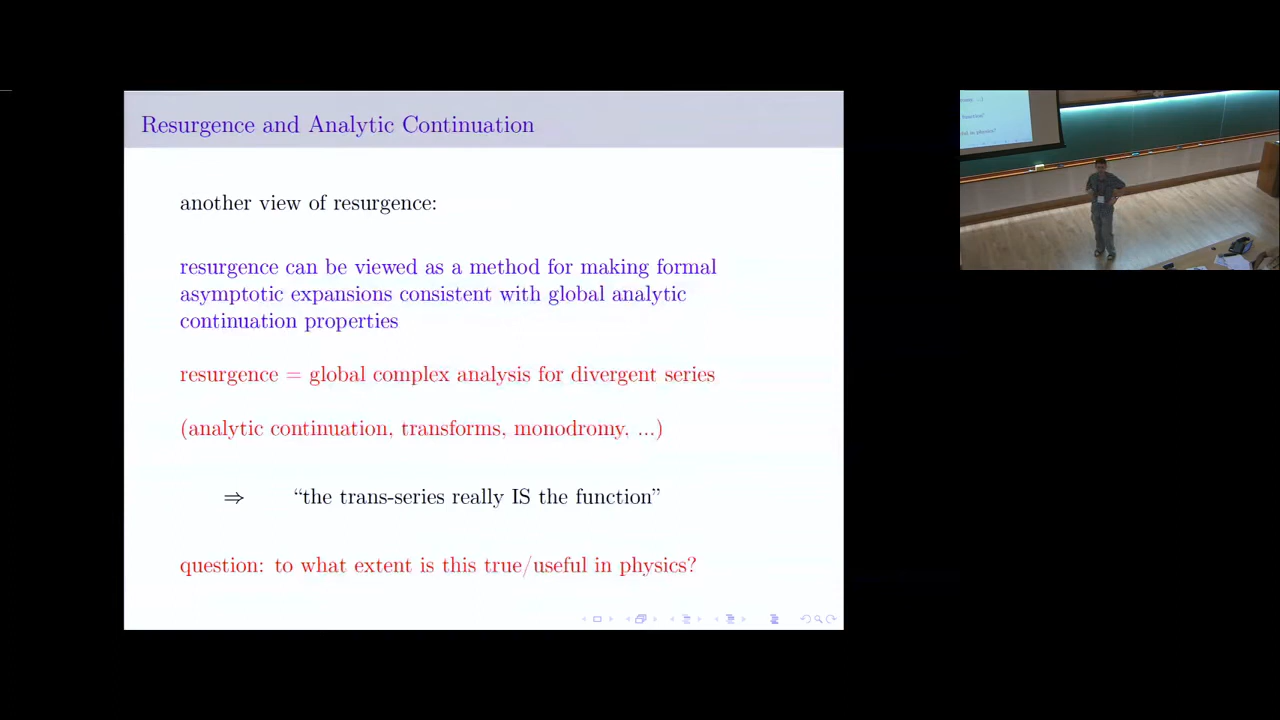 Resurgence and Analytic Continuation
another view of resurgence:
resurgence can be viewed as a method for making formal
asymptotic expansions consistent with global analytic
continuation properties
resurgence = global complex analysis for divergent series
(analytic continuation, transforms, monodromy, ...)
⇒ “the trans-series really IS the function”
question: to what extent is this true/useful in physics?